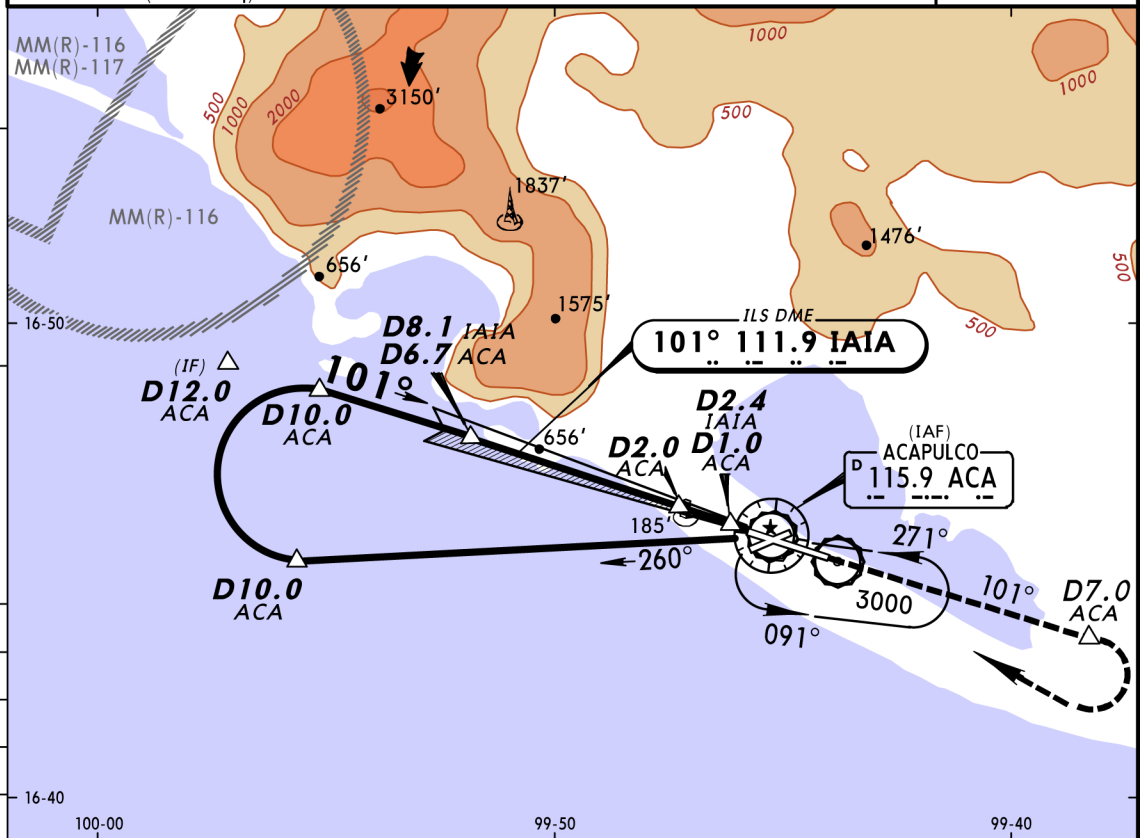 1000
MM(R)-116
MM(R)-117
500
1000
2000
3150'
500
1000
1837'
MM(R)-116
1476'
656'
500
1575'
500
16-50
ILS DME
101° 111.9 IAIA
D8.1 IAIA
D6.7 ACA
(IF)
D12.0
ACA
101°
D10.0
ACA
D2.4
IAIA
D1.0
ACA
656'
D2.0
ACA
(IAF)
ACAPULCO
D 115.9 ACA
185'
271°
260°
D10.0
ACA
3000
101°
D7.0
ACA
091°
16-40
100-00
99-50
99-40